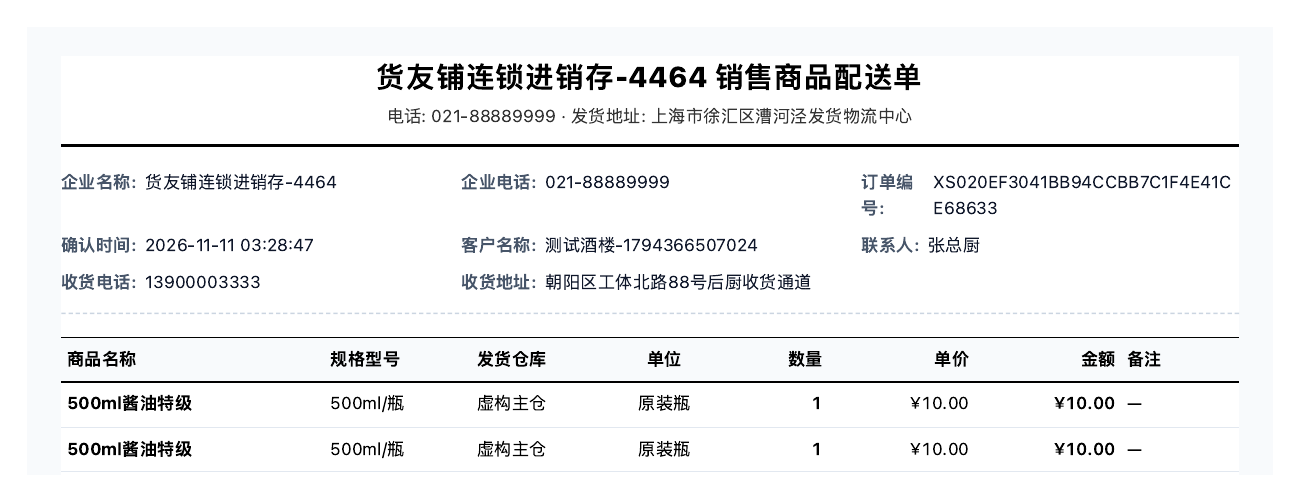 货友铺连锁进销存-4464 销售商品配送单
电话: 021-88889999 · 发货地址: 上海市徐汇区漕河泾发货物流中心
企业名称: 货友铺连锁进销存-4464 企业电话: 021-88889999 订单编号: XS020EF3041BB94CCBB7C1F4E41CE68633
确认时间: 2026-11-11 03:28:47 客户名称: 测试酒楼-1794366507024 联系人: 张总厨
收货电话: 13900003333 收货地址: 朝阳区工体北路88号后厨收货通道
商品名称 规格型号 发货仓库 单位 数量 单价 金额 备注
500ml酱油特级 500ml/瓶 虚构主仓 原装瓶 1 ¥10.00 ¥10.00 —
500ml酱油特级 500ml/瓶 虚构主仓 原装瓶 1 ¥10.00 ¥10.00 —